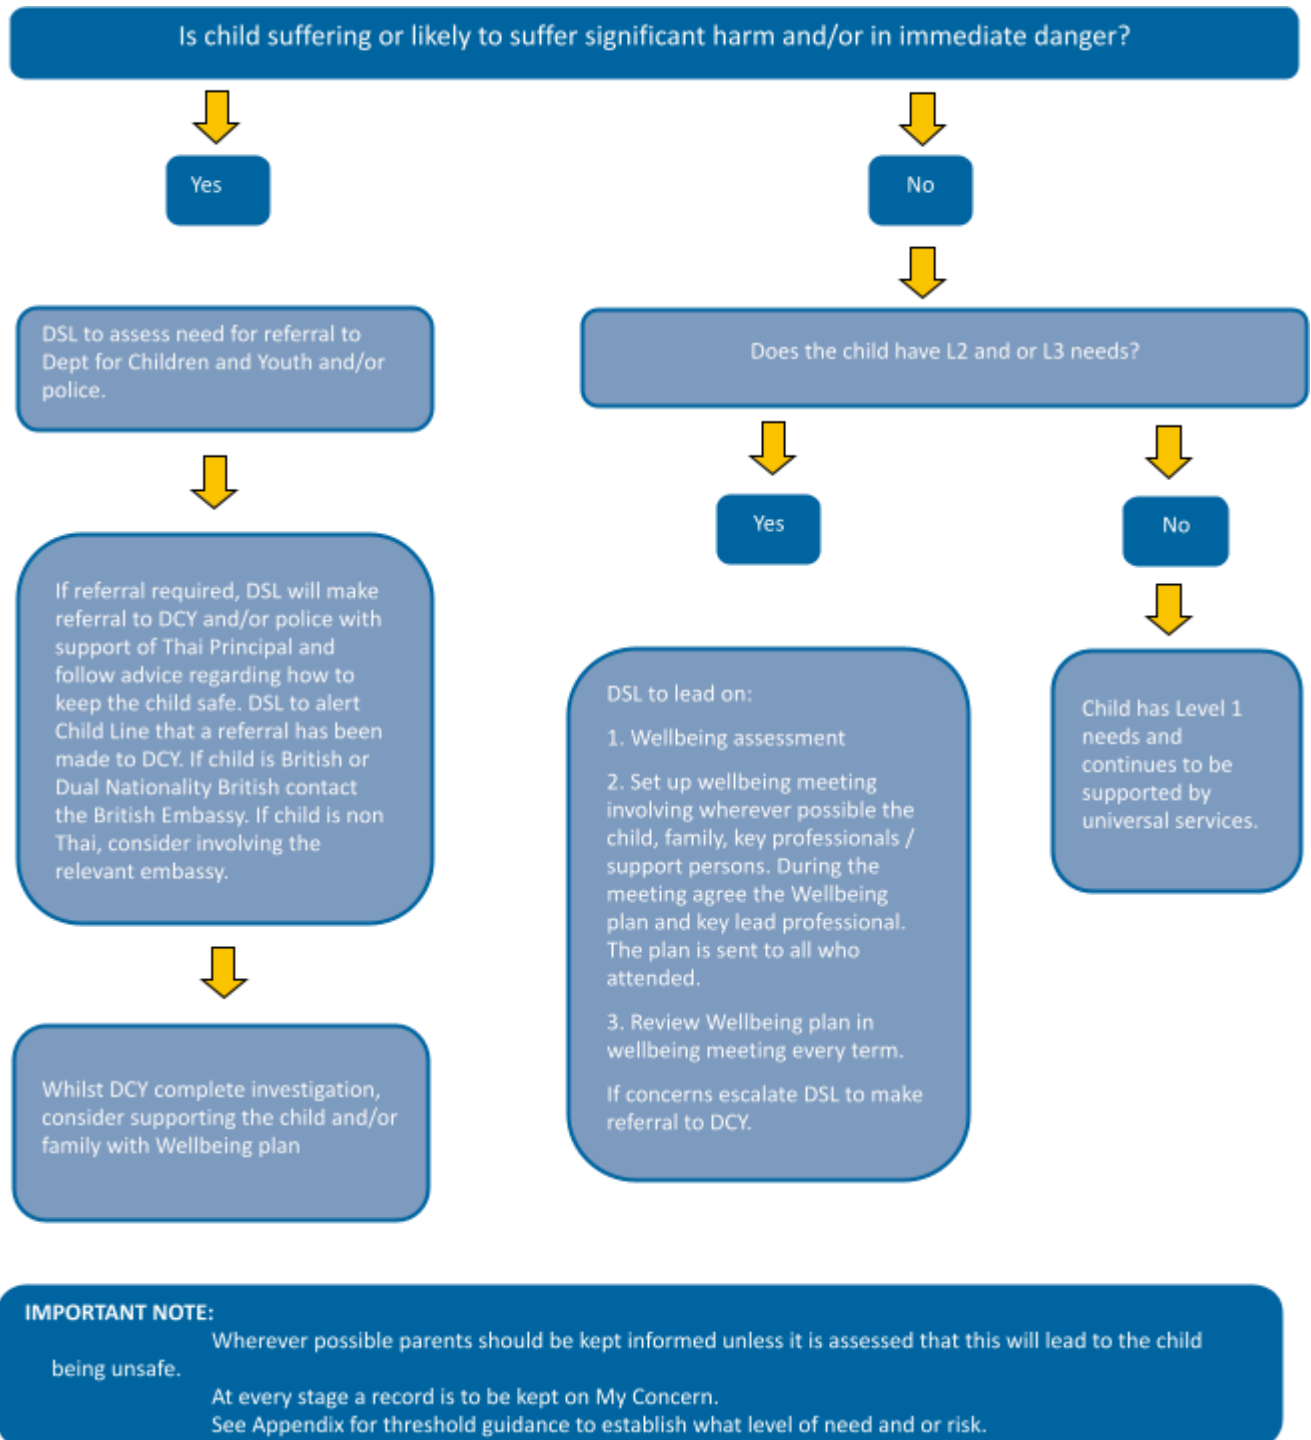 Is child suffering or likely to suffer significant harm and/or in immediate danger?
Yes
No
DSL to assess need for referral to
Dept for Children and Youth and/or
police.
Does the child have L2 and or L3 needs?
Yes
No
If referral required, DSL will make
referral to DCY and/or police with
support of Thai Principal and
follow advice regarding how to
keep the child safe. DSL to alert
Child Line that a referral has been
made to DCY. If child is British or
Dual Nationality British contact
the British Embassy. If child is non
Thai, consider involving the
relevant embassy.
DSL to lead on:
1. Wellbeing assessment
2. Set up wellbeing meeting
involving wherever possible the
child, family, key professionals /
support persons. During the
meeting agree the Wellbeing
plan and key lead professional.
The plan is sent to all who
attended.
3. Review Wellbeing plan in
wellbeing meeting every term.
If concerns escalate DSL to make
referral to DCY.
Child has Level 1
needs and
continues to be
supported by
universal services.
Whilst DCY complete investigation,
consider supporting the child and/or
family with Wellbeing plan
IMPORTANT NOTE:
Wherever possible parents should be kept informed unless it is assessed that this will lead to the child
being unsafe.
At every stage a record is to be kept on My Concern.
See Appendix for threshold guidance to establish what level of need and or risk.